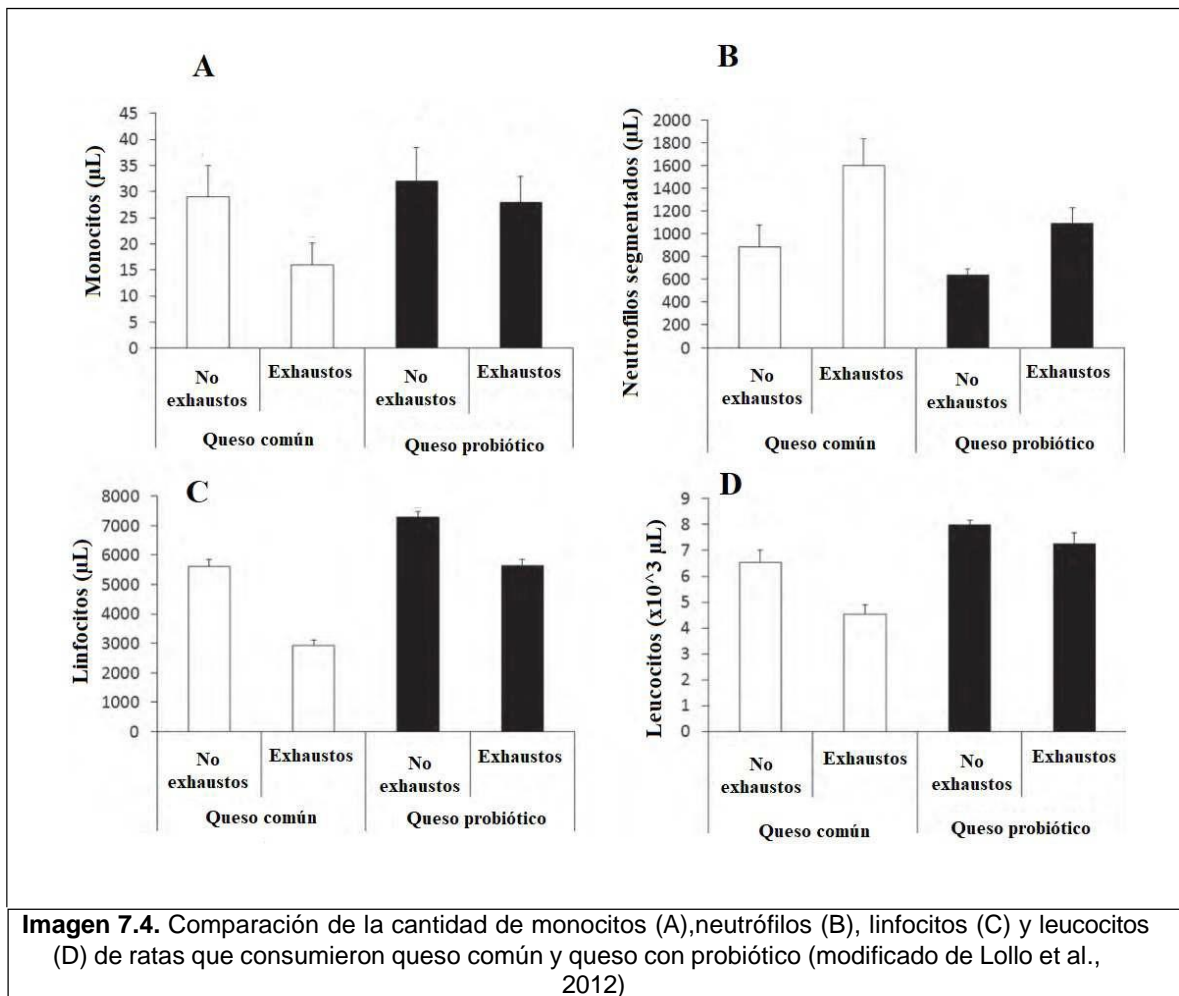 A
Monocitos (µL)
45
40
35
30
25
20
15
10
5
0
No
exhaustos
Exhaustos
No
exhaustos
Exhaustos
Queso común
Queso probiótico
B
Neutrofilos segmentados (µL)
2000
1800
1600
1400
1200
1000
800
600
400
200
0
No
exhaustos
Exhaustos
No
exhaustos
Exhaustos
Queso común
Queso probiótico
C
Linfocitos (µL)
8000
7000
6000
5000
4000
3000
2000
1000
0
No
exhaustos
Exhaustos
No
exhaustos
Exhaustos
Queso común
Queso probiótico
D
Leucocitos (x10^3 µL)
9
8
7
6
5
4
3
2
1
0
No
exhaustos
Exhaustos
No
exhaustos
Exhaustos
Queso común
Queso probiótico
Imagen 7.4. Comparación de la cantidad de monocitos (A),neutrófilos (B), linfocitos (C) y leucocitos
(D) de ratas que consumieron queso común y queso con probiótico (modificado de Lollo et al.,
2012)